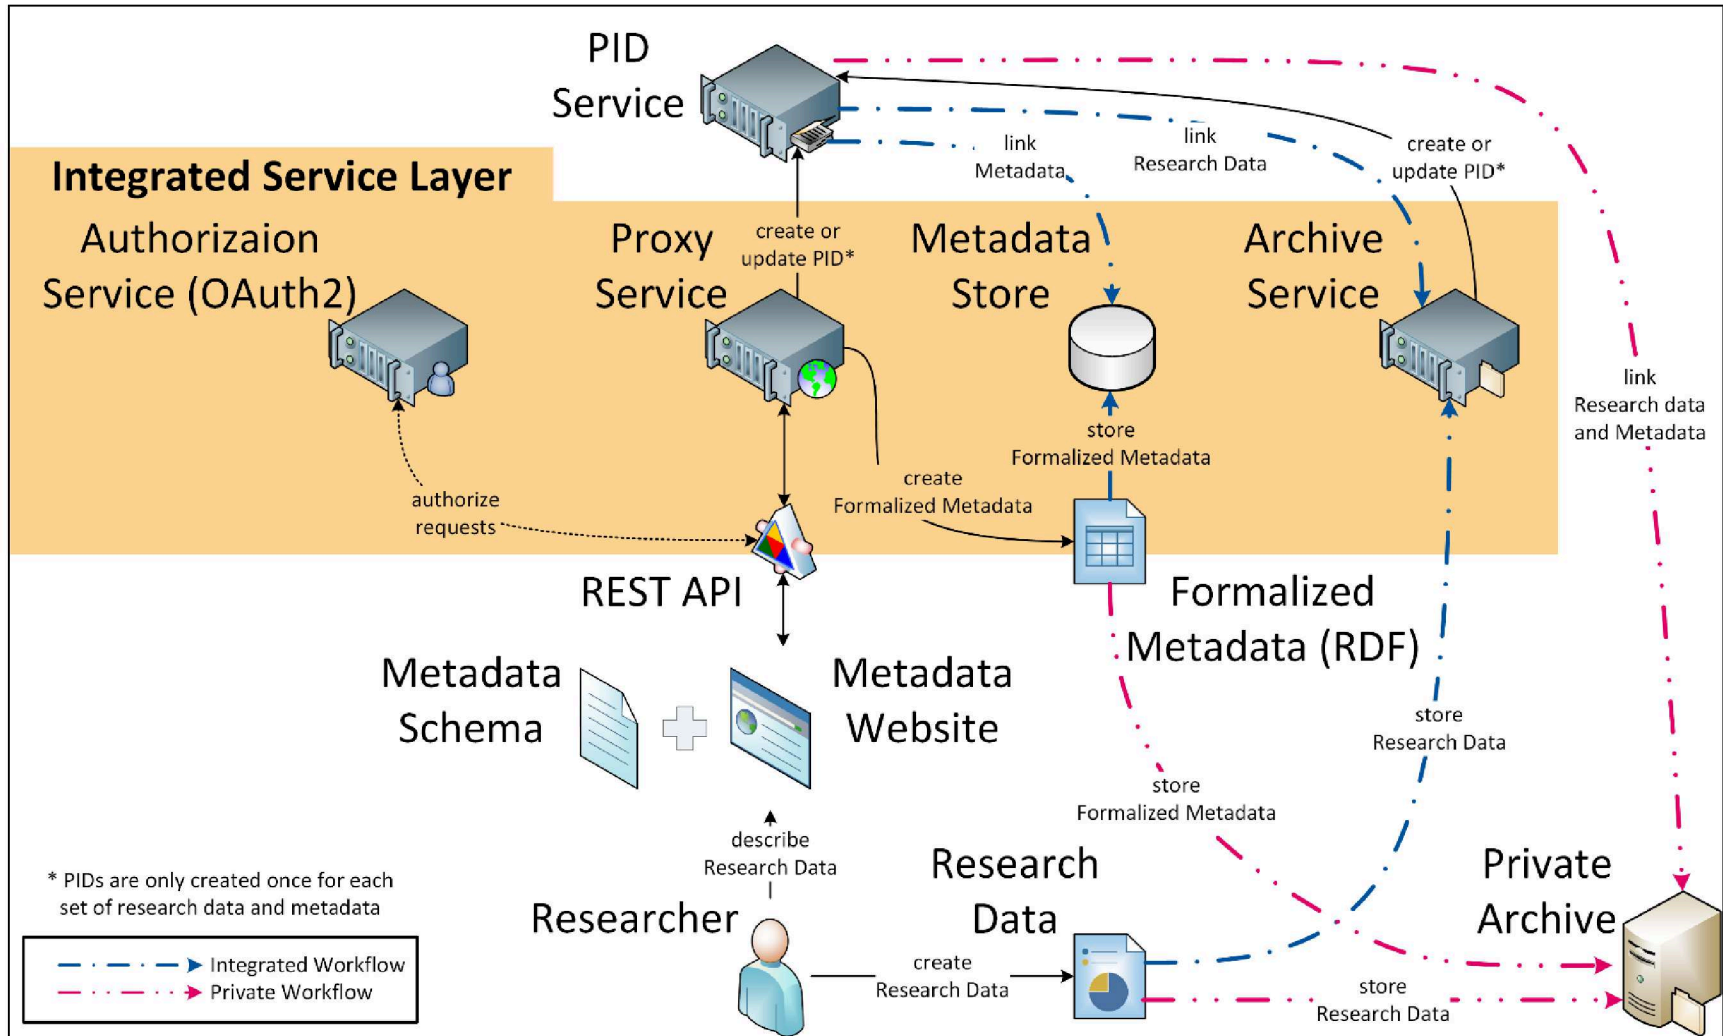 PID
Service
link
Metadata
link
Research Data
create or
update PID*
Integrated Service Layer
Authorizaion
Service (OAuth2)
Proxy
Service
create or
update PID*
Metadata
Store
Archive
Service
link
Research data
and Metadata
store
Formalized Metadata
create
Formalized Metadata
authorize
requests
REST API
Formalized
Metadata (RDF)
Metadata
Schema
Metadata
Website
store
Research Data
store
Formalized Metadata
describe
Research Data
Researcher
Research
Data
Private
Archive
create
Research Data
store
Research Data
* PIDs are only created once for each
set of research data and metadata
Integrated Workflow
Private Workflow